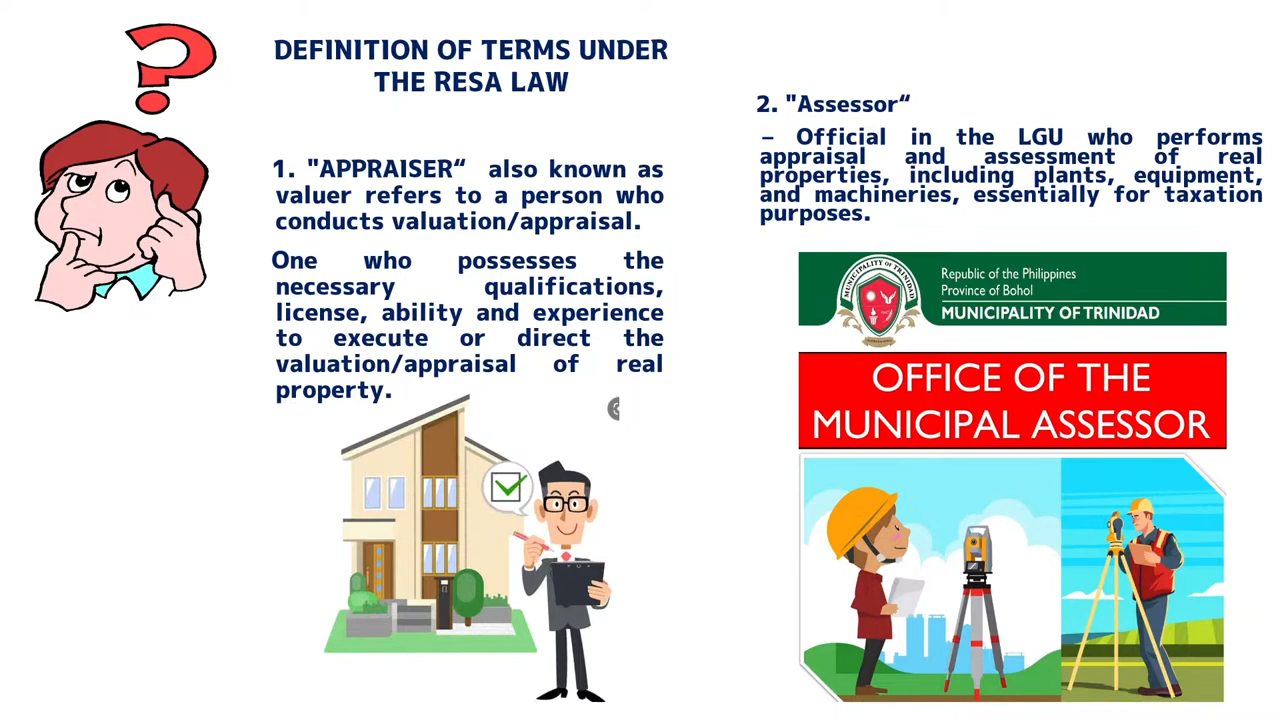 DEFINITION OF TERMS UNDER
THE RESA LAW
1. "APPRAISER“ also known as
valuer refers to a person who
conducts valuation/appraisal.
One who possesses the
necessary qualifications,
license, ability and experience
to execute or direct the
valuation/appraisal of real
property.
2. "Assessor“
– Official in the LGU who performs
appraisal and assessment of real
properties, including plants, equipment,
and machineries, essentially for taxation
purposes.
MUNICIPALITY OF TRINIDAD
Republic of the Philippines
Province of Bohol
MUNICIPALITY OF TRINIDAD
OFFICE OF THE
MUNICIPAL ASSESSOR